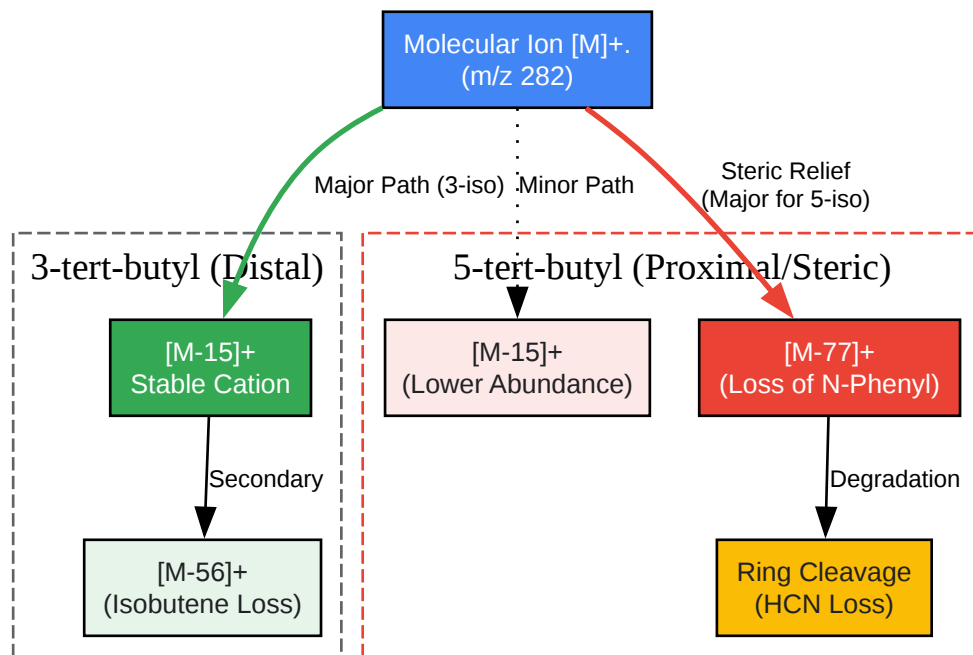 Molecular Ion [M]+.
(m/z 282)
Major Path (3-iso)
Minor Path
Steric Relief
(Major for 5-iso)
3-tert-butyl (Distal)
5-tert-butyl (Proximal/Steric)
[M-15]+
Stable Cation
[M-15]+
(Lower Abundance)
[M-77]+
(Loss of N-Phenyl)
Secondary
Degradation
[M-56]+
(Isobutene Loss)
Ring Cleavage
(HCN Loss)